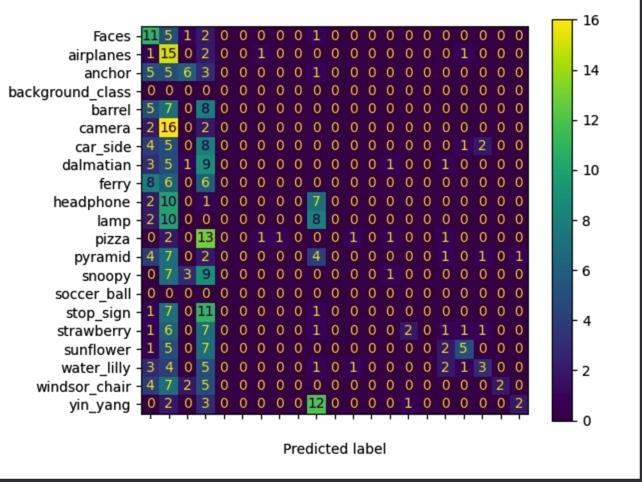 Faces 11 5 1 2 0 0 0 0 0 1 0 0 0 0 0 0 0 0 0 0 0
airplanes 1 15 0 2 0 0 1 0 0 0 0 0 0 0 0 0 0 1 0 0 0
anchor 5 5 6 3 0 0 0 0 0 1 0 0 0 0 0 0 0 0 0 0 0
background_class 0 0 0 0 0 0 0 0 0 0 0 0 0 0 0 0 0 0 0 0 0
barrel 5 7 0 8 0 0 0 0 0 0 0 0 0 0 0 0 0 0 0 0 0
camera 2 16 0 2 0 0 0 0 0 0 0 0 0 0 0 0 0 0 0 0 0
car_side 4 5 0 8 0 0 0 0 0 0 0 0 0 0 0 0 0 1 2 0 0
dalmatian 3 5 1 9 0 0 0 0 0 0 0 0 0 1 0 0 1 0 0 0 0
ferry 8 6 0 6 0 0 0 0 0 0 0 0 0 0 0 0 0 0 0 0 0
headphone 2 10 0 1 0 0 0 0 0 7 0 0 0 0 0 0 0 0 0 0 0
lamp 2 10 0 0 0 0 0 0 0 8 0 0 0 0 0 0 0 0 0 0 0
pizza 0 2 0 13 0 0 1 1 0 0 0 1 0 1 0 0 1 0 0 0 0
pyramid 4 7 0 2 0 0 0 0 0 4 0 0 0 0 0 0 1 0 1 0 1
snoopy 0 7 3 9 0 0 0 0 0 0 0 0 0 1 0 0 0 0 0 0 0
soccer_ball 0 0 0 0 0 0 0 0 0 0 0 0 0 0 0 0 0 0 0 0 0
stop_sign 1 7 0 11 0 0 0 0 0 1 0 0 0 0 0 0 0 0 0 0 0
strawberry 1 6 0 7 0 0 0 0 0 1 0 0 0 0 2 0 1 1 1 0 0
sunflower 1 5 0 7 0 0 0 0 0 0 0 0 0 0 0 0 2 5 0 0 0
water_lilly 3 4 0 5 0 0 0 0 0 1 0 1 0 0 0 0 2 1 3 0 0
windsor_chair 4 7 2 5 0 0 0 0 0 0 0 0 0 0 0 0 0 0 0 2 0
yin_yang 0 2 0 3 0 0 0 0 0 12 0 0 0 0 1 0 0 0 0 0 2
Predicted label
16
14
12
10
8
6
4
2
0